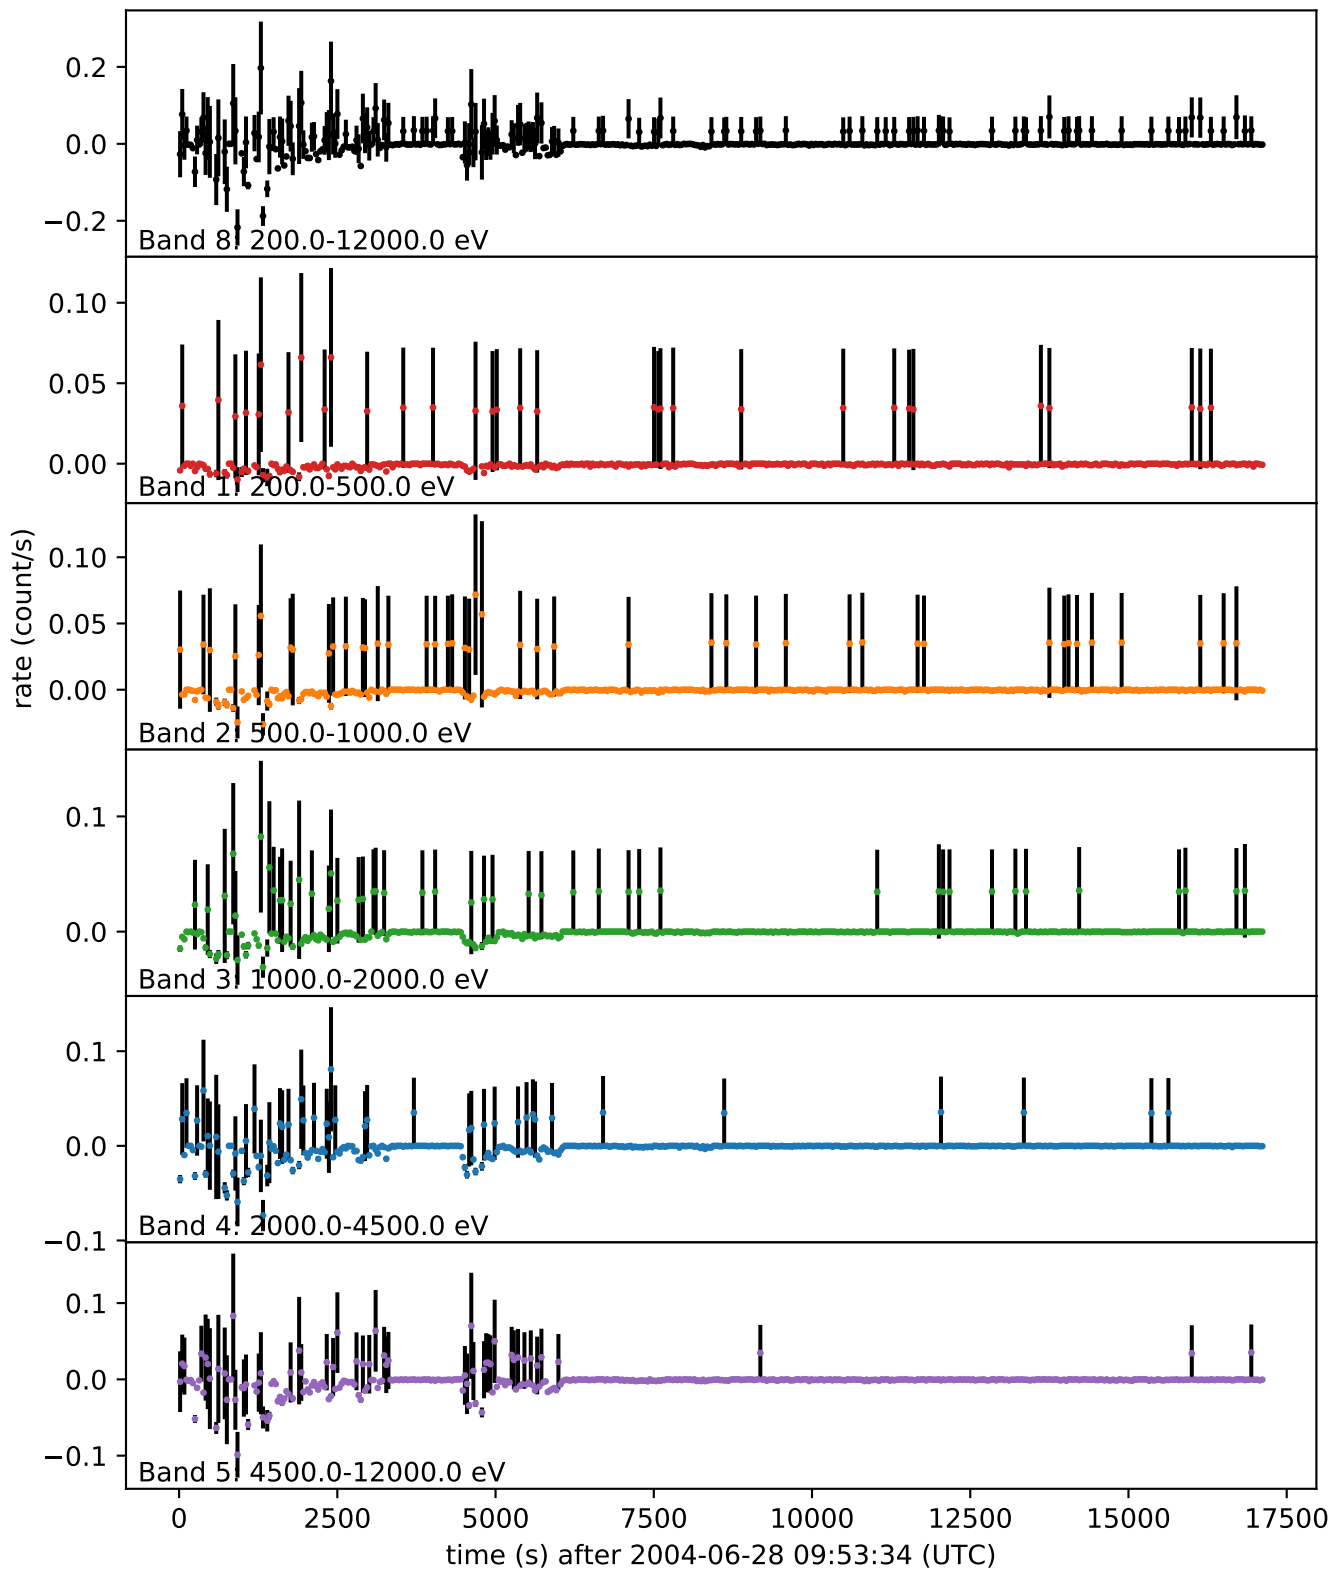 0.2
0.0
−0.2
Band 8: 200.0-12000.0 eV
0.10
0.05
0.00
Band 1: 200.0-500.0 eV
rate (count/s)
0.10
0.05
0.00
Band 2: 500.0-1000.0 eV
0.1
0.0
Band 3: 1000.0-2000.0 eV
0.1
0.0
−0.1
Band 4: 2000.0-4500.0 eV
0.1
0.0
−0.1
Band 5: 4500.0-12000.0 eV
0 2500 5000 7500 10000 12500 15000 17500
time (s) after 2004-06-28 09:53:34 (UTC)